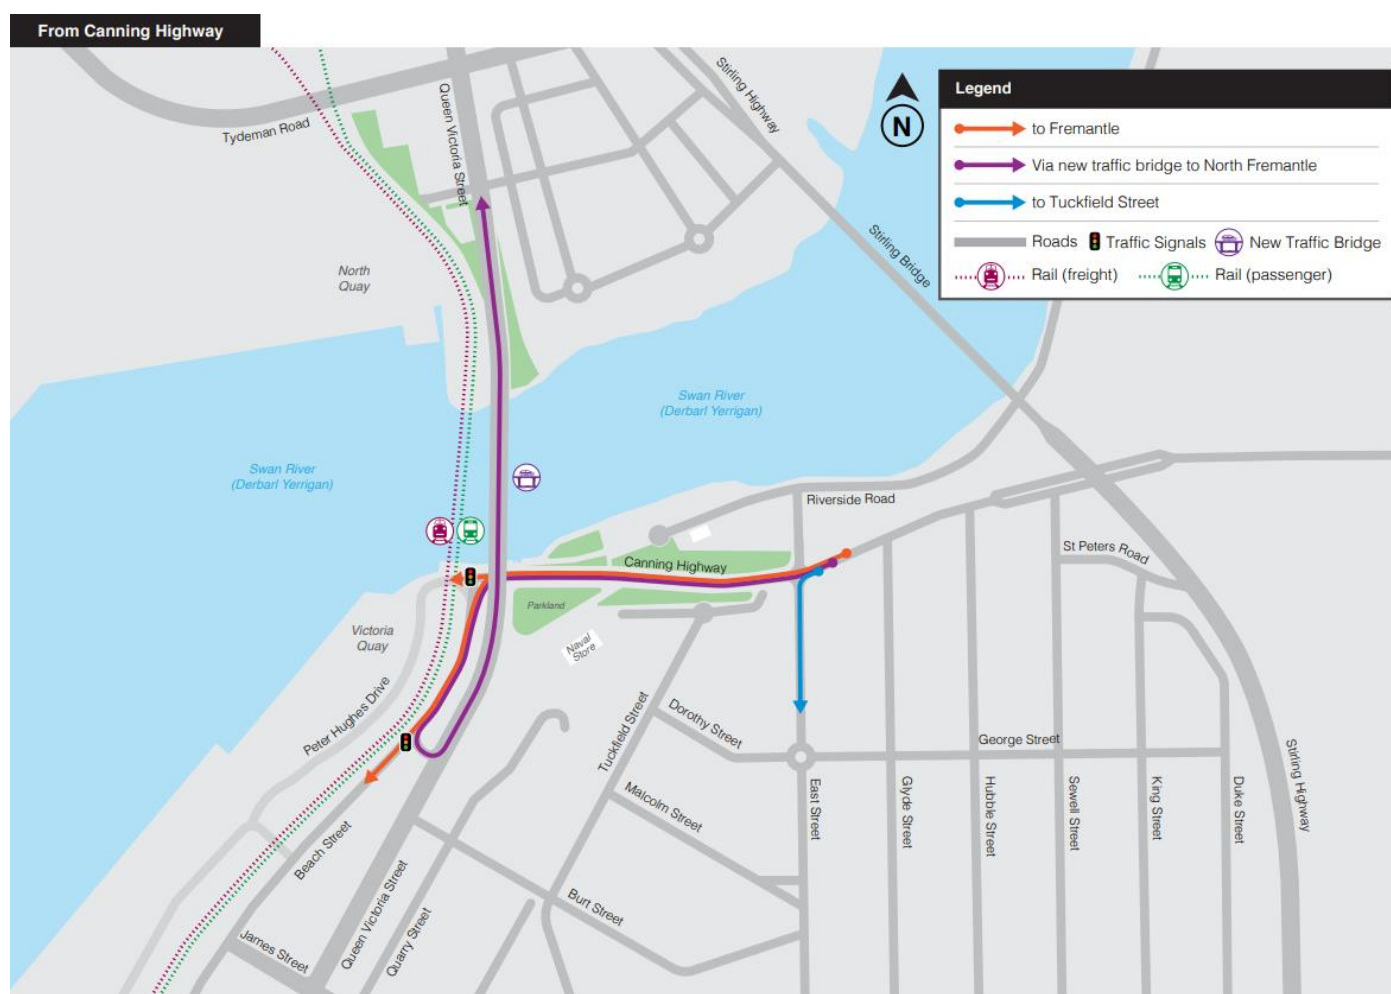 From Canning Highway
Legend
to Fremantle
Via new traffic bridge to North Fremantle
to Tuckfield Street
Roads
Traffic Signals
New Traffic Bridge
Rail (freight)
Rail (passenger)
N
Tydeman Road
Queen Victoria Street
Stirling Highway
Stirling Bridge
North
Quay
Swan River
(Derbarl Yerrigan)
Swan River
(Derbarl Yerrigan)
Riverside Road
Canning Highway
St Peters Road
Parkland
Victoria
Quay
Naval
Store
Peter Hughes Drive
Tuckfield Street
Dorothy Street
George Street
Malcolm Street
East Street
Glyde Street
Hubble Street
Sewell Street
King Street
Duke Street
Stirling Highway
Beach Street
Burt Street
Queen Victoria Street
Quarry Street
James Street